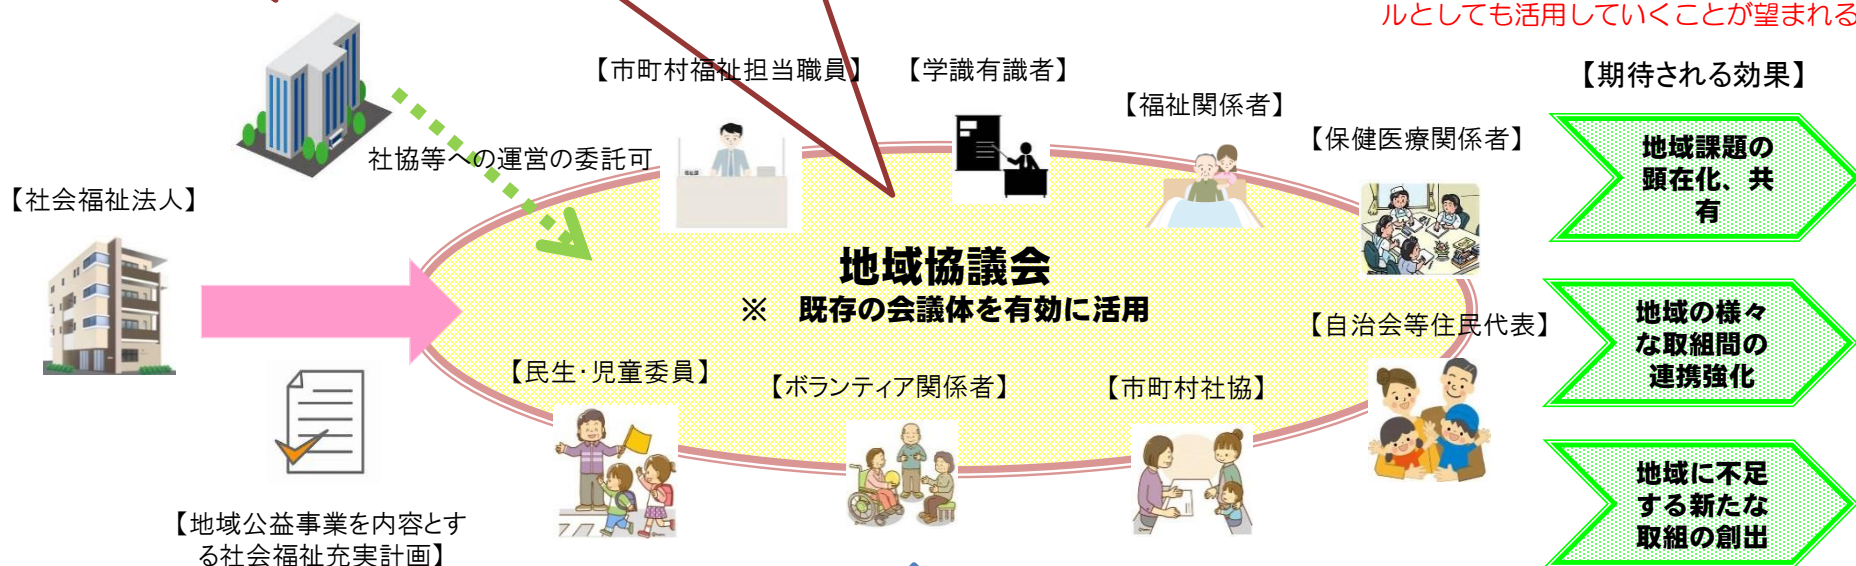 ルとしても活用していくことが望まれる
【市町村福祉担当職員】
【学識有識者】
【福祉関係者】
【保健医療関係者】
【期待される効果】
社協等への運営の委託可
【社会福祉法人】
地域協議会
※　既存の会議体を有効に活用
【自治会等住民代表】
【民生・児童委員】
【ボランティア関係者】
【市町村社協】
【地域公益事業を内容とす
る社会福祉充実計画】
地域課題の
顕在化、共
有
地域の様々
な取組間の
連携強化
地域に不足
する新たな
取組の創出